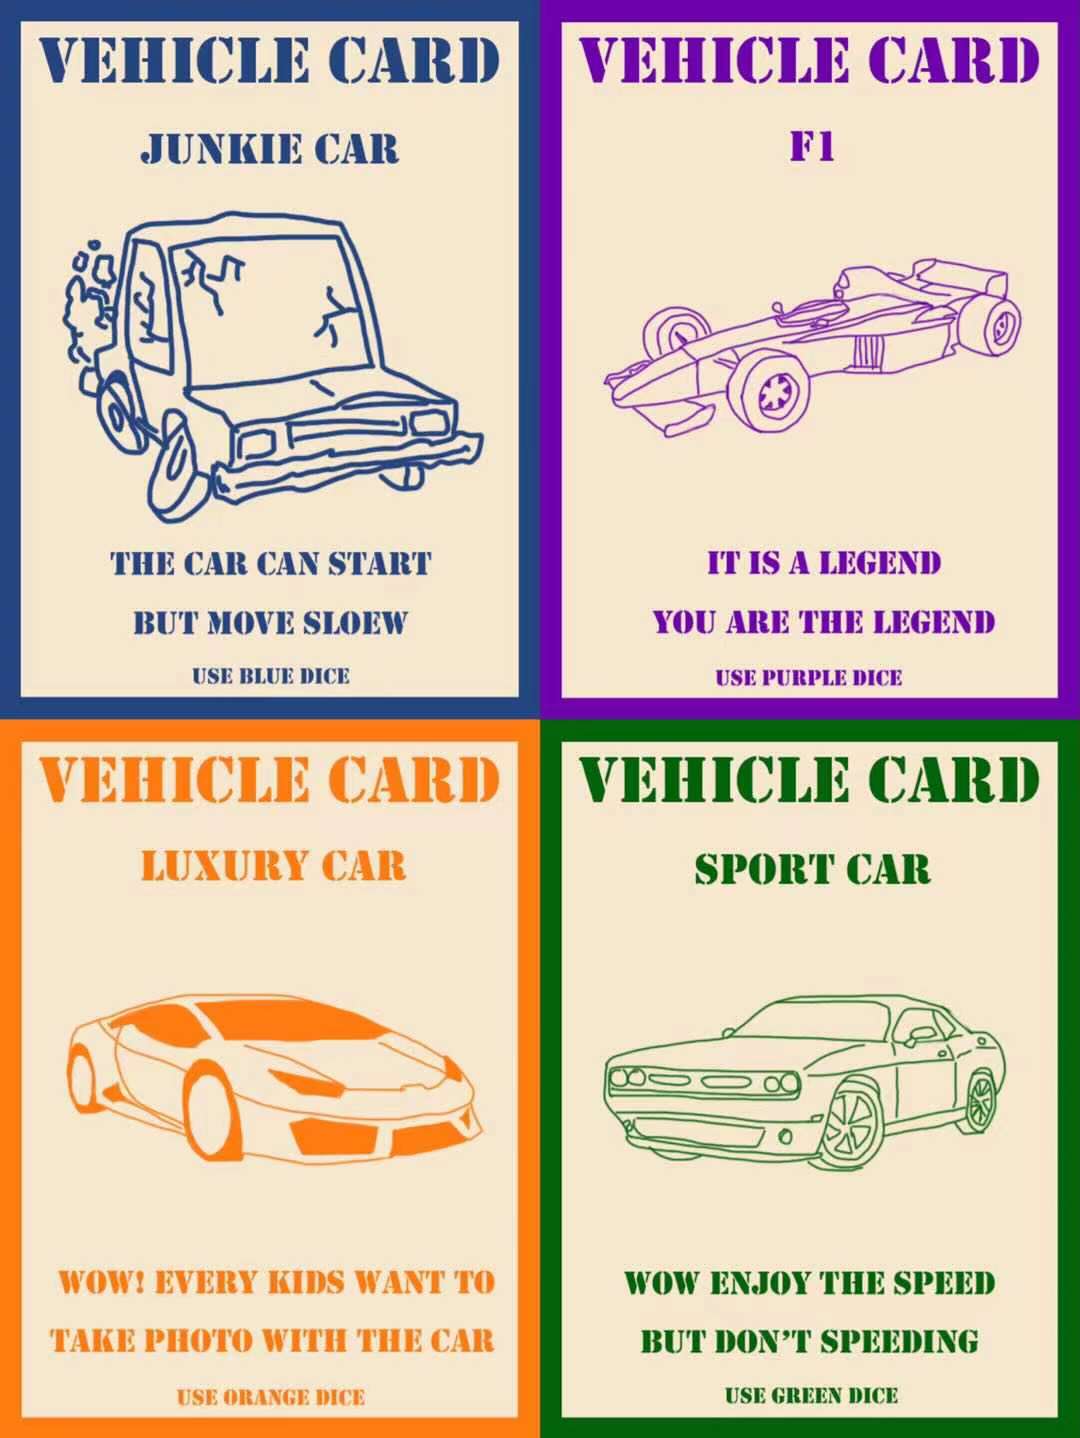 VEHICLE CARD
JUNKIE CAR
THE CAR CAN START
BUT MOVE SLOEW
USE BLUE DICE
VEHICLE CARD
F1
IT IS A LEGEND
YOU ARE THE LEGEND
USE PURPLE DICE
VEHICLE CARD
LUXURY CAR
WOW! EVERY KIDS WANT TO
TAKE PHOTO WITH THE CAR
USE ORANGE DICE
VEHICLE CARD
SPORT CAR
WOW ENJOY THE SPEED
BUT DON'T SPEEDING
USE GREEN DICE